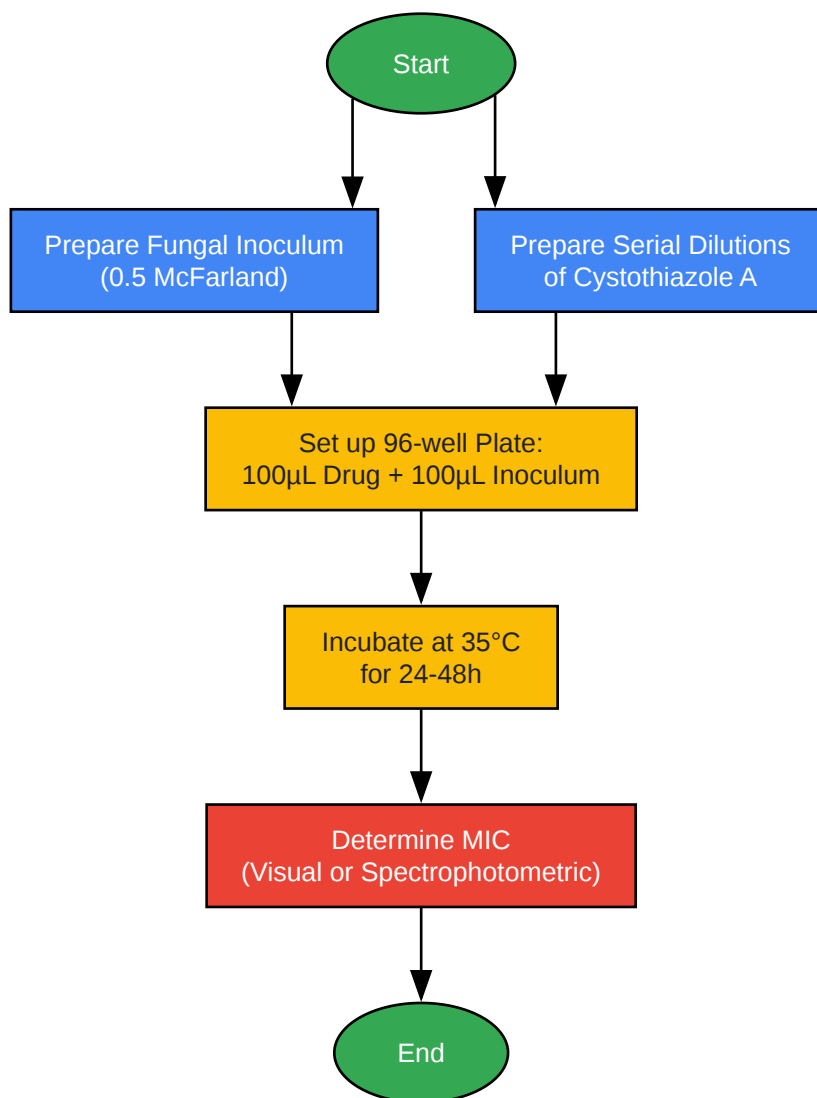 Start
Prepare Fungal Inoculum
(0.5 McFarland)
Prepare Serial Dilutions
of Cystothiazole A
Set up 96-well Plate:
100µL Drug + 100µL Inoculum
Incubate at 35°C
for 24-48h
Determine MIC
(Visual or Spectrophotometric)
End